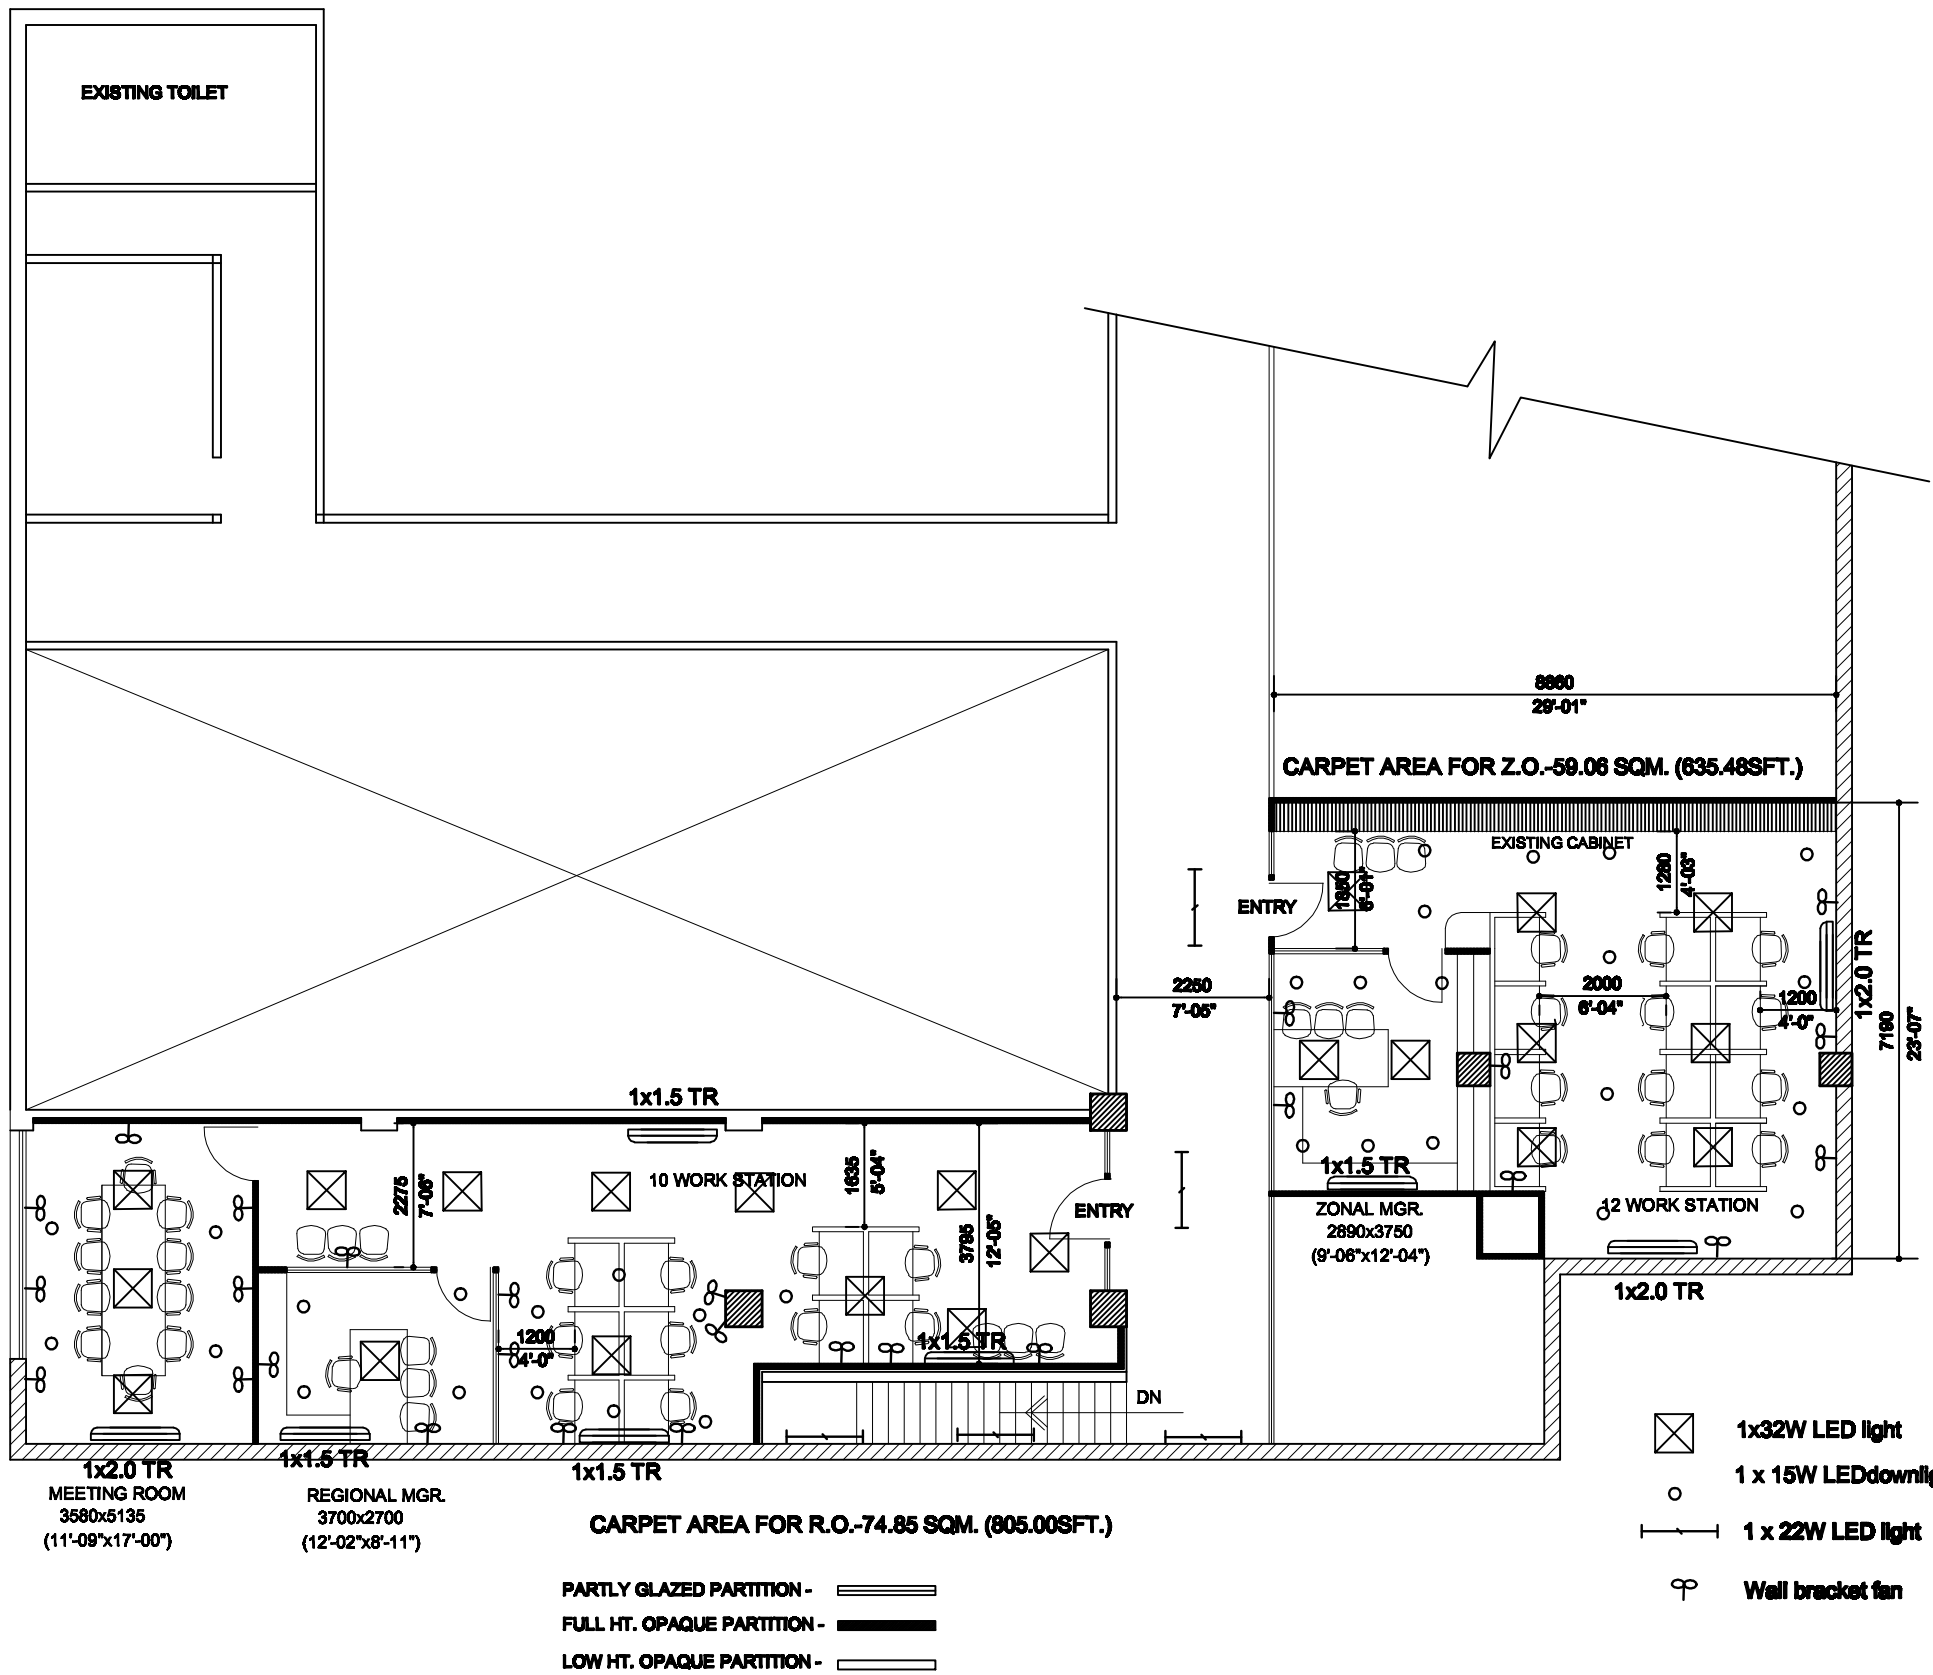 EXISTING TOILET
8860
29'-01"
CARPET AREA FOR Z.O.-59.06 SQM. (635.48SFT.)
EXISTING CABINET
1260
4'-03"
1850
6'-01"
ENTRY
2250
7'-05"
2000
6'-04"
1200
4'-0"
1x2.0 TR
7190
23'-07"
1x1.5 TR
10 WORK STATION
2275
7'-06"
1635
5'-04"
3795
12'-05"
ENTRY
1x1.5 TR
ZONAL MGR.
2890x3750
(9'-06"x12'-04")
12 WORK STATION
1x2.0 TR
1200
4'-0"
1x1.5 TR
DN
1x2.0 TR
MEETING ROOM
3580x5135
(11'-09"x17'-00")
1x1.5 TR
REGIONAL MGR.
3700x2700
(12'-02"x8'-11")
1x1.5 TR
CARPET AREA FOR R.O.-74.85 SQM. (805.00SFT.)
1x32W LED light
1 x 15W LEDdownlig
1 x 22W LED light
Wall bracket fan
PARTLY GLAZED PARTITION -
FULL HT. OPAQUE PARTITION -
LOW HT. OPAQUE PARTITION -